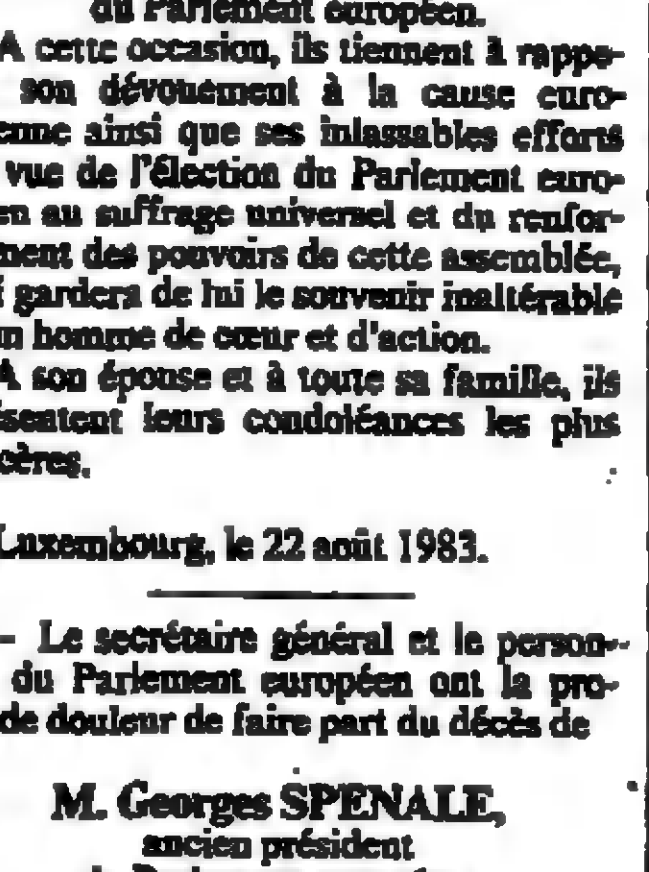 du Parlement européen.
A cette occasion, ils tiennent à rappe-
son dévouement à la cause euro-
enne ainsi que ses inlassables efforts
vue de l'élection du Parlement euro-
en au suffrage universel et du renfor-
ment des pouvoirs de cette assemblée,
i gardera de lui le souvenir inaltérable
n homme de cœur et d'action.
A son épouse et à toute sa famille, ils
ésentent leurs condoléances les plus
cères.
Luxembourg, le 22 août 1983.
– Le secrétaire général et le person-
du Parlement européen ont la pro-
de douleur de faire part du décès de
M. Georges SPENALE,
ancien président